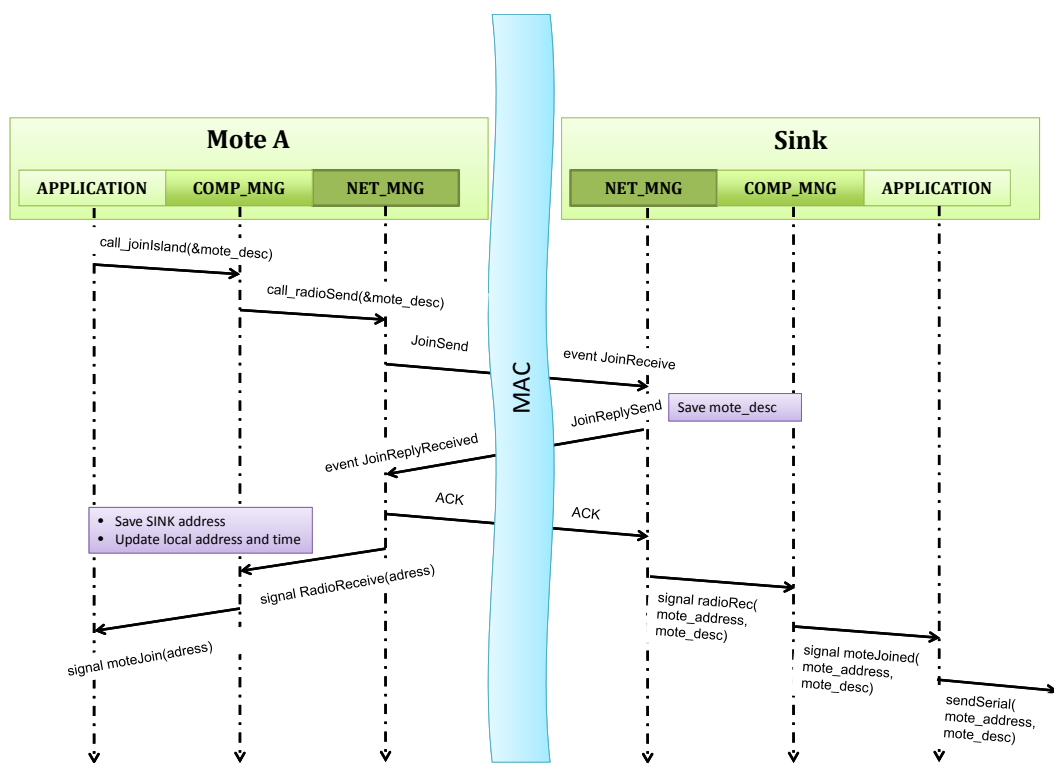 Mote A
Sink
APPLICATION
COMP_MNG
NET_MNG
NET_MNG
COMP_MNG
APPLICATION
call_joinIsland(&mote_desc)
call_radioSend(&mote_desc)
JoinSend
event JoinReceive
MAC
Save mote_desc
JoinReplySend
event JoinReplyReceived
ACK
ACK
• Save SINK address
• Update local address and time
signal RadioReceive(adress)
signal radioRec(
mote_address,
mote_desc)
signal moteJoin(adress)
signal moteJoined(
mote_address,
mote_desc)
sendSerial(
mote_address,
mote_desc)